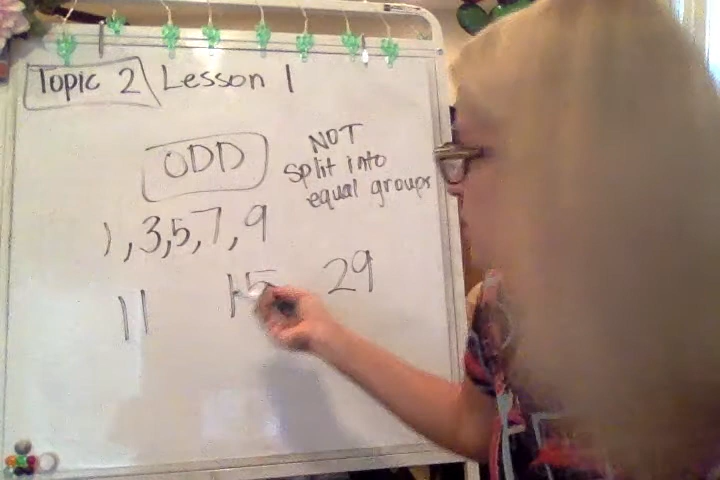 Topic 2 Lesson 1
ODD
NOT
split into
equal groups
1,3,5,7,9
11 15 29